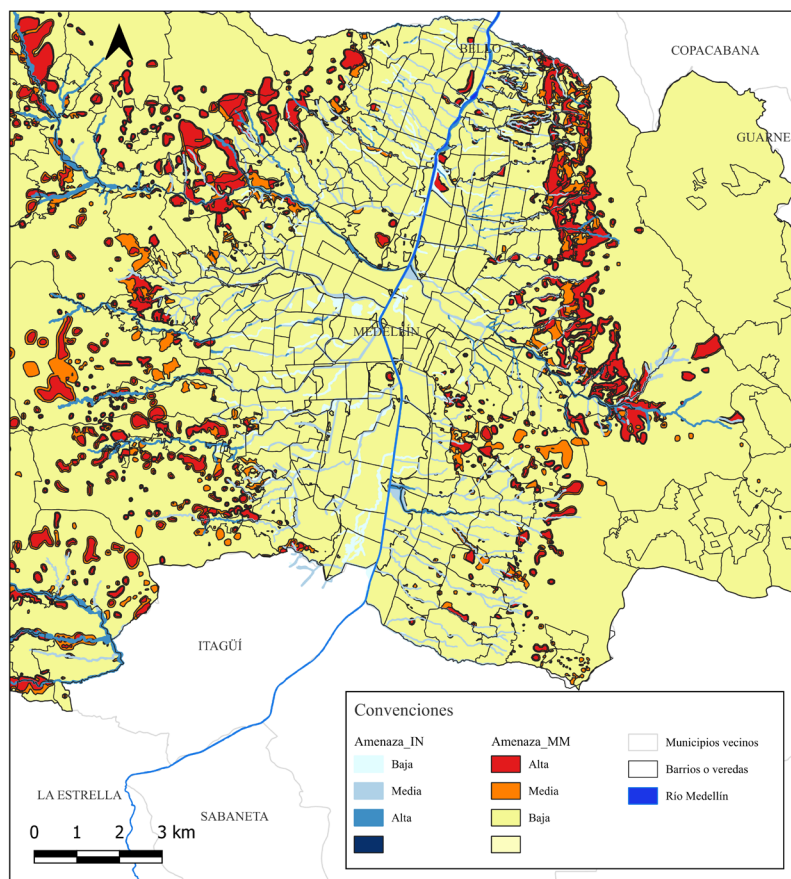 BELLO
COPACABANA
GUARNE
MEDELLÍN
ITAGÜÍ
LA ESTRELLA
SABANETA
0 1 2 3 km
Convenciones
Amenaza_IN
Baja
Media
Alta
Amenaza_MM
Alta
Media
Baja
Municipios vecinos
Barrios o veredas
Río Medellín